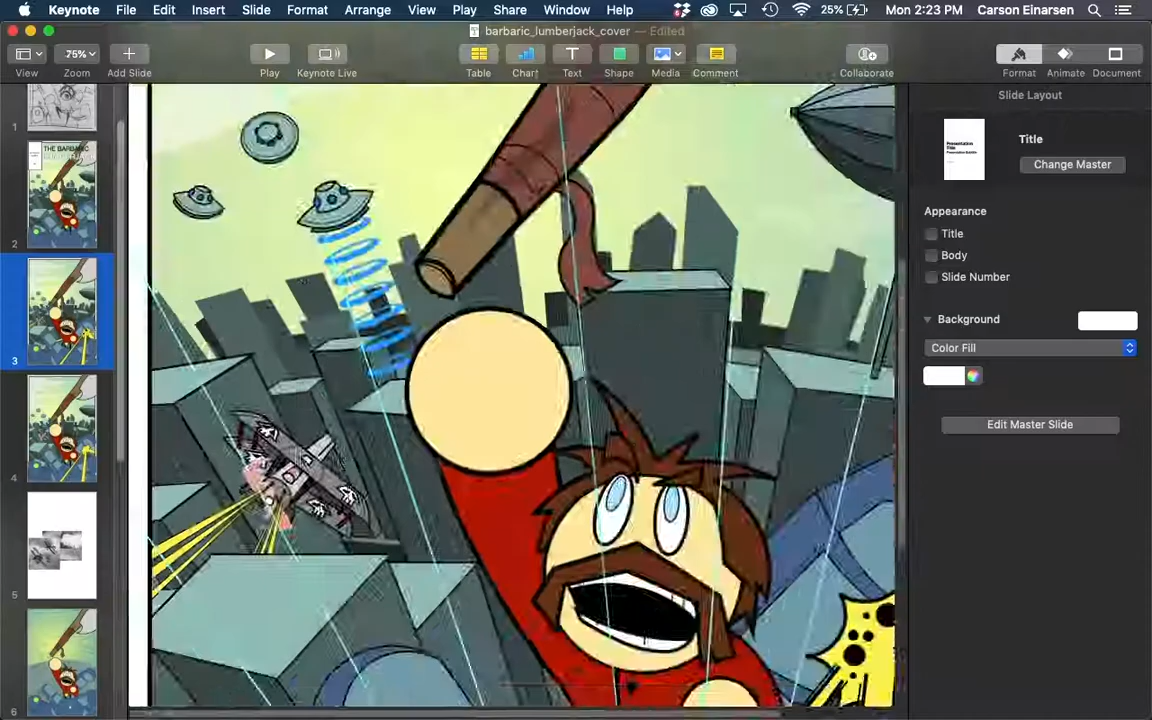 Keynote File Edit Insert Slide Format Arrange View Play Share Window Help 25% Mon 2:23 PM Carson Einarsen
barbaric_lumberjack_cover — Edited
75%
View Zoom Add Slide Play Keynote Live Table Chart Text Shape Media Comment Collaborate Format Animate Document
Slide Layout
Title
Change Master
Appearance
Title
Body
Slide Number
Background
Color Fill
Edit Master Slide
1
THE BARBARIC
2
3
4
5
6